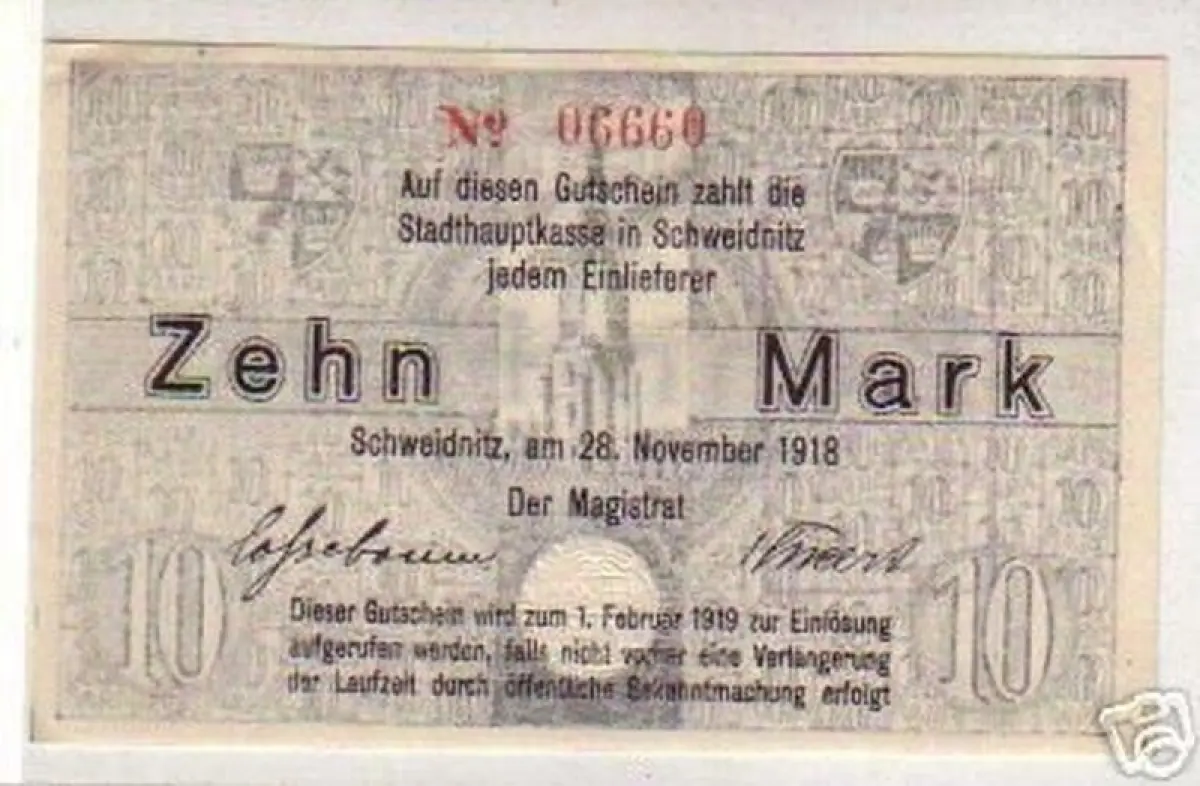 No 06660
Auf diesen Gutschein zahlt die
Stadthauptkasse in Schweidnitz
jedem Einlieferer
Zehn Mark
Schweidnitz, am 28. November 1918
Der Magistrat
10 10
Dieser Gutschein wird zum 1. Februar 1919 zur Einlösung
aufgerufen werden, falls nicht vorher eine Verlängerung
der Laufzeit durch öffentliche Bekanntmachung erfolgt